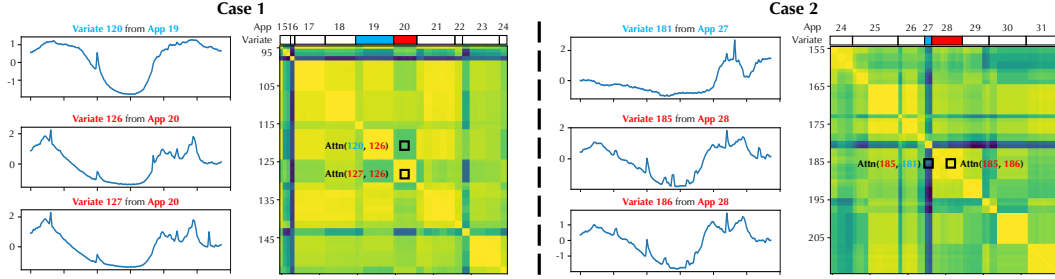 Case 1
Variate 120 from App 19
1
0
-1
Variate 126 from App 20
2
0
Variate 127 from App 20
2
0
App 1516 17 18 19 20 21 22 23 24
Variate
95
105
115
125
135
145
Attn(120, 126)
Attn(127, 126)
Case 2
Variate 181 from App 27
2
0
Variate 185 from App 28
1
0
-1
Variate 186 from App 28
1
0
-1
App 24 25 26 27 28 29 30 31
Variate
155
165
175
185
195
205
Attn(185, 181)
Attn(185, 186)